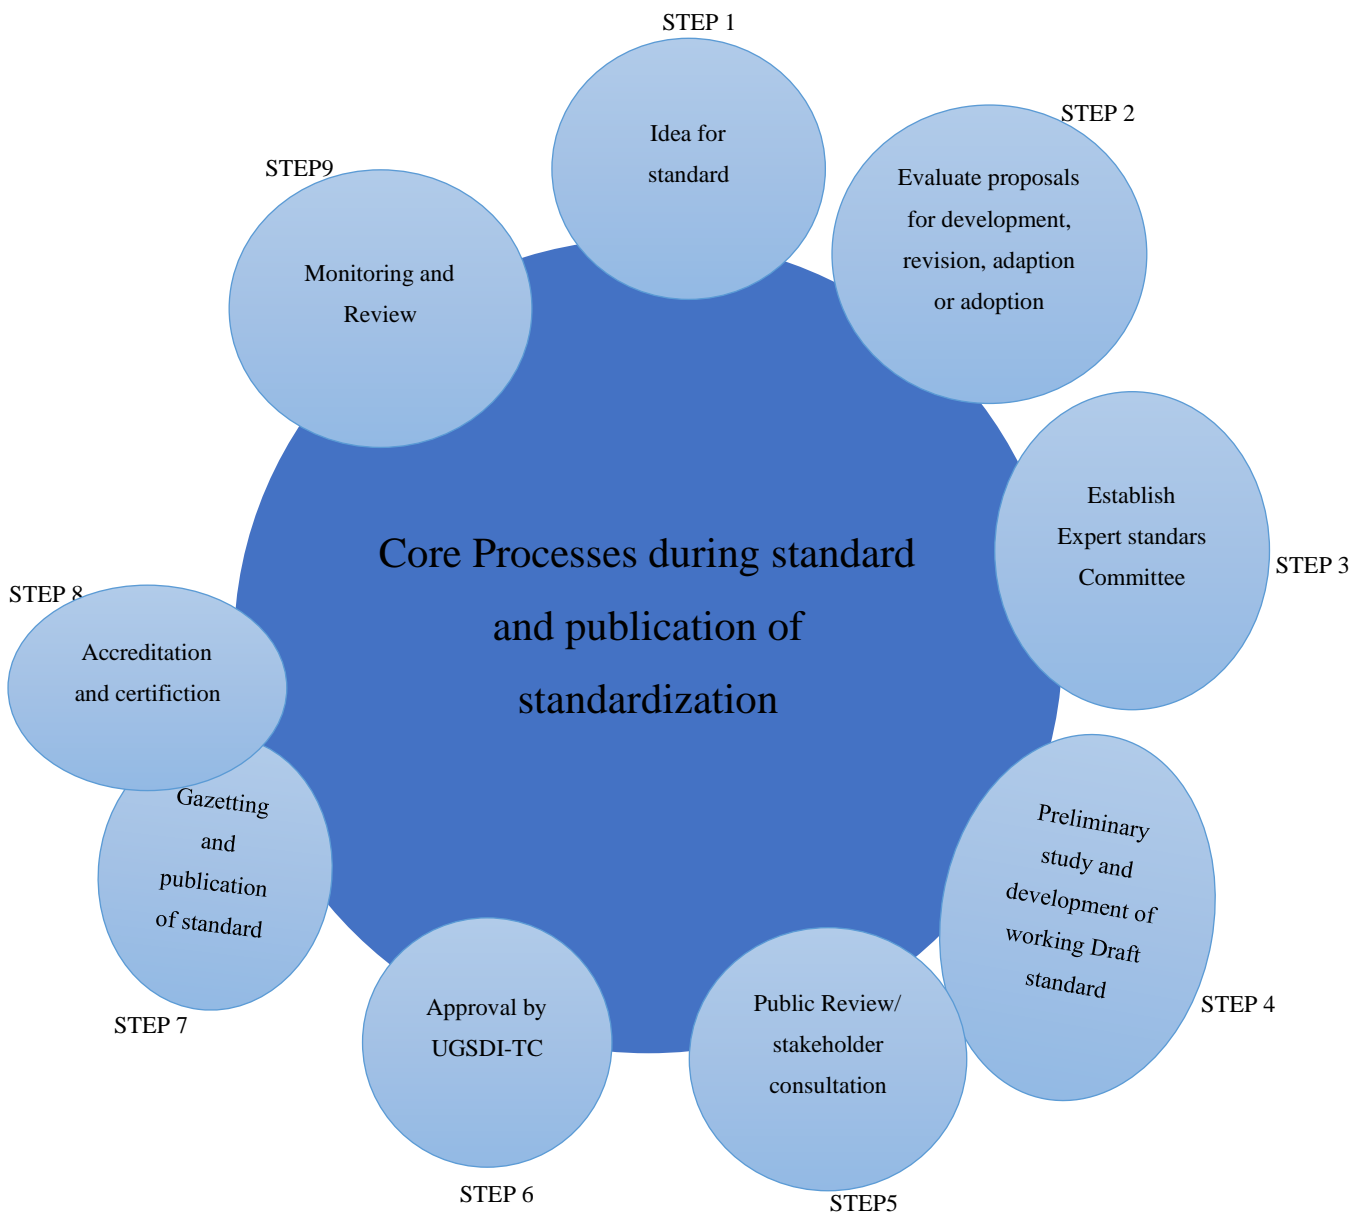 STEP 1
Idea for
standard
STEP 2
Evaluate proposals
for development,
revision, adaption
or adoption
Establish
Expert standars
Committee
STEP 3
Preliminary
study and
development of
working Draft
standard
STEP 4
Public Review/
stakeholder
consultation
STEP5
Approval by
UGSDI-TC
STEP 6
Gazetting
and
publication
of standard
STEP 7
STEP 8
Accreditation
and certifiction
STEP9
Monitoring and
Review
Core Processes during standard
and publication of
standardization